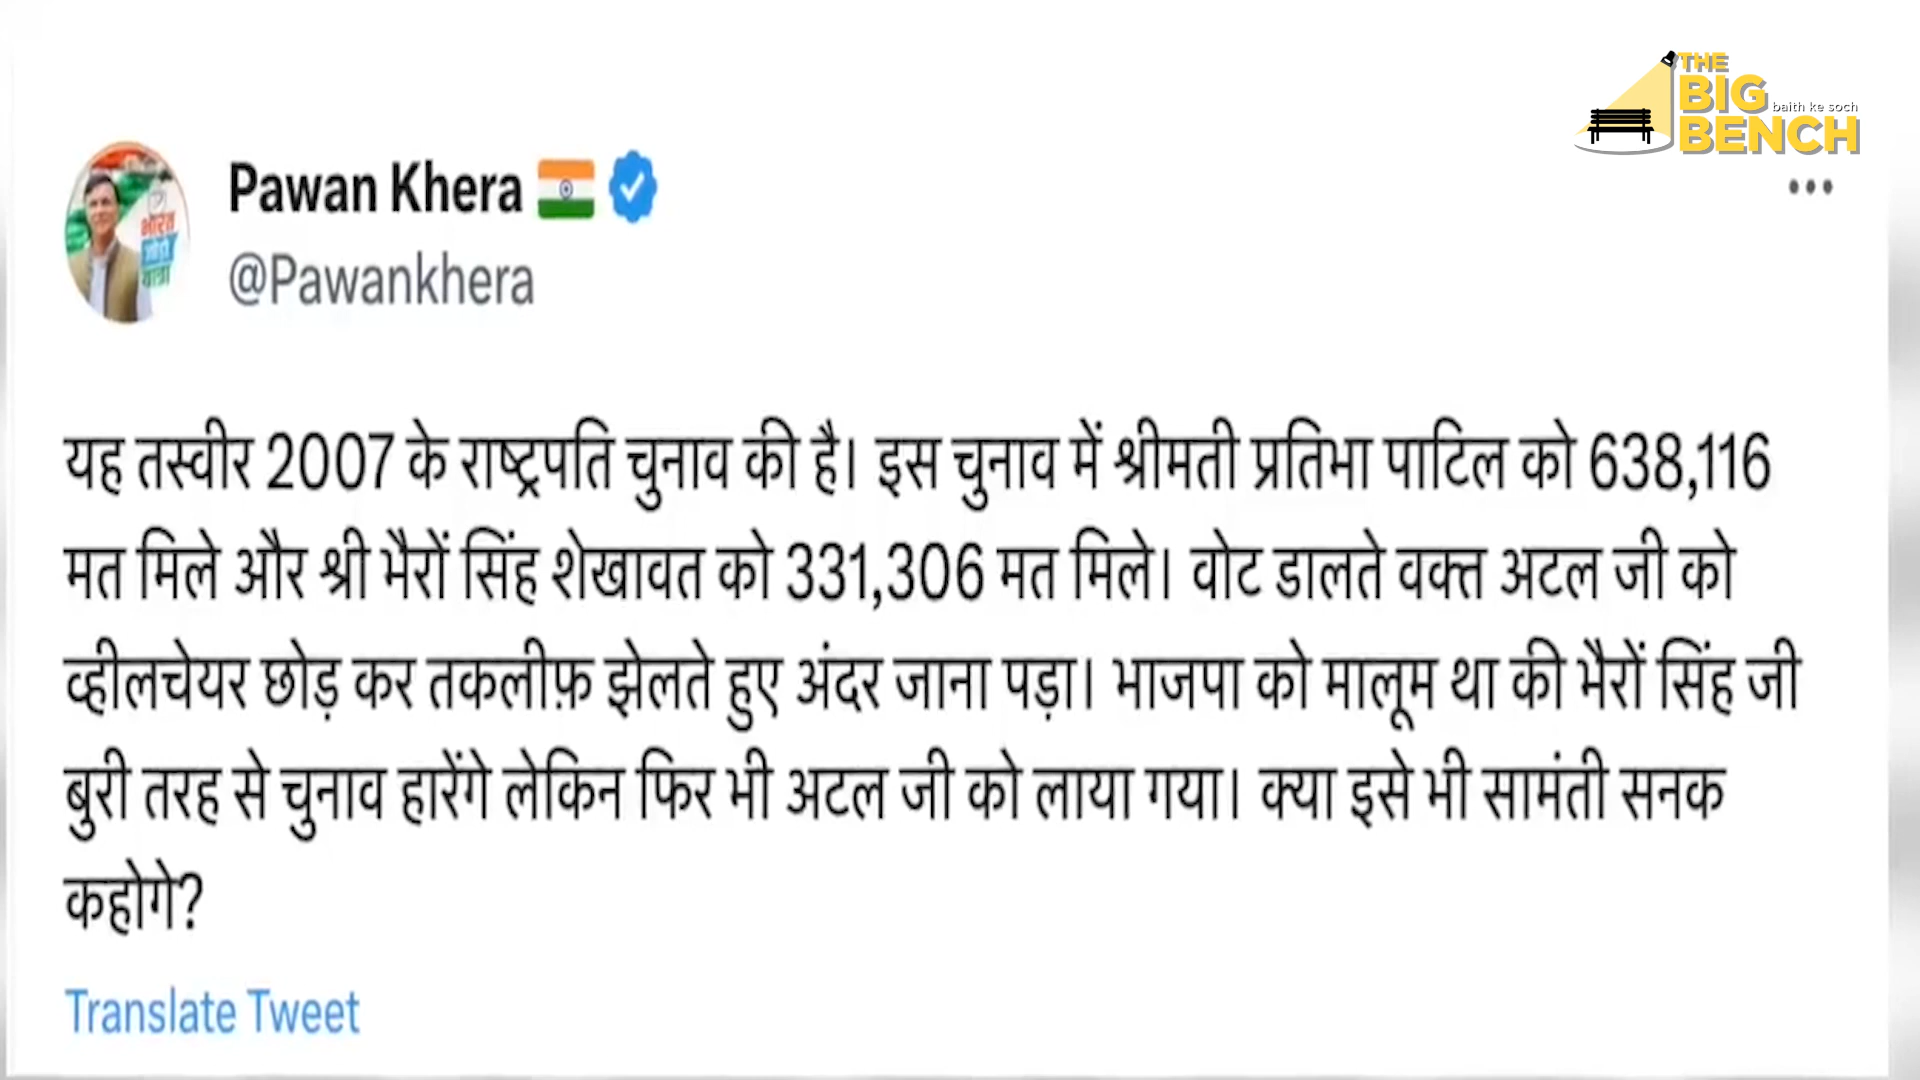 THE
BIG baith ke soch
BENCH
Pawan Khera
@Pawankhera
यह तस्वीर 2007 के राष्ट्रपति चुनाव की है। इस चुनाव में श्रीमती प्रतिभा पाटिल को 638,116
मत मिले और श्री भैरों सिंह शेखावत को 331,306 मत मिले। वोट डालते वक्त अटल जी को
व्हीलचेयर छोड़ कर तकलीफ़ झेलते हुए अंदर जाना पड़ा। भाजपा को मालूम था की भैरों सिंह जी
बुरी तरह से चुनाव हारेंगे लेकिन फिर भी अटल जी को लाया गया। क्या इसे भी सामंती सनक
कहोगे?
Translate Tweet
भारत
जोड़ो
यात्रा